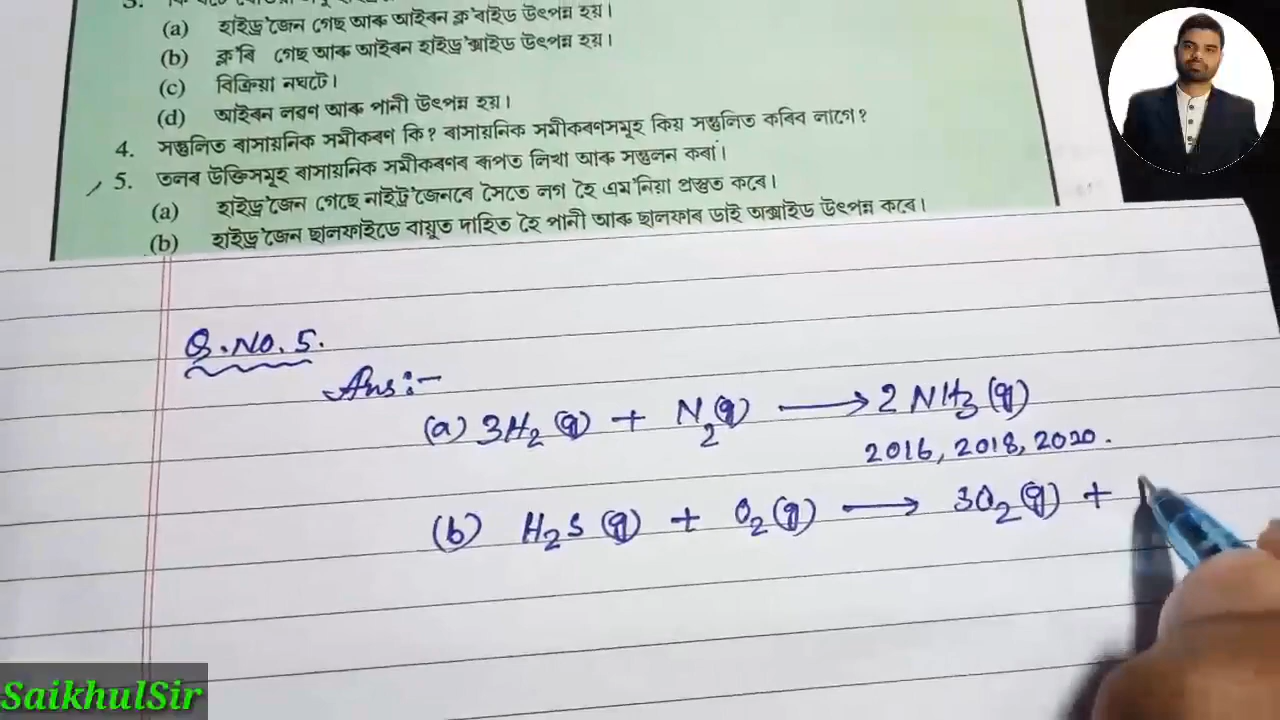 (a) হাইড্ৰ'জেন গেছ আৰু আইৰন ক্ল'ৰাইড উৎপন্ন হয়।
(b) ক্ল'ৰি গেছ আৰু আইৰন হাইড্ৰ'ক্সাইড উৎপন্ন হয়।
(c) বিক্ৰিয়া নঘটে।
(d) আইৰন লৱণ আৰু পানী উৎপন্ন হয়।
4. সন্তুলিত ৰাসায়নিক সমীকৰণ কি? ৰাসায়নিক সমীকৰণসমূহ কিয় সন্তুলিত কৰিব লাগে?
5. তলৰ উক্তিসমূহ ৰাসায়নিক সমীকৰণৰ ৰূপত লিখা আৰু সন্তুলন কৰা।
(a) হাইড্ৰ'জেন গেছে নাইট্ৰ'জেনৰে সৈতে লগ হৈ এম'নিয়া প্ৰস্তুত কৰে।
(b) হাইড্ৰ'জেন ছালফাইডে বায়ুত দাহিত হৈ পানী আৰু ছালফাৰ ডাই অক্সাইড উৎপন্ন কৰে।
Q.NO. 5.
Ans:-
(a) 3H2(g) + N2(g) ⟶ 2NH3(g)
2016, 2018, 2020.
(b) H2S(g) + O2(g) ⟶ SO2(g) +
SaikhulSir